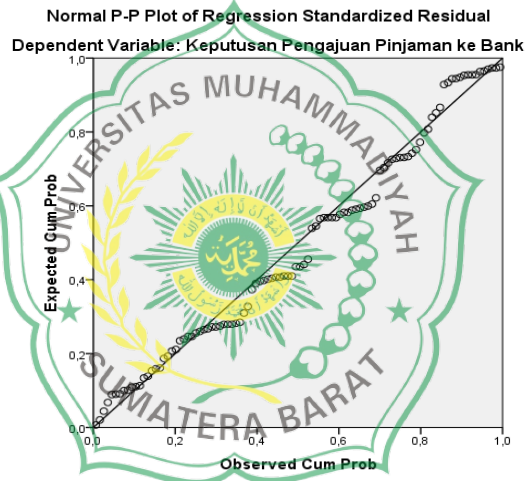 Normal P-P Plot of Regression Standardized Residual
Dependent Variable: Keputusan Pengajuan Pinjaman ke Bank
UNIVERSITAS MUHAMMADIYAH
SUMATERA BARAT
Expected Cum Prob
1,0
0,8
0,6
0,4
0,2
0,0
0,0 0,2 0,4 0,6 0,8 1,0
Observed Cum Prob